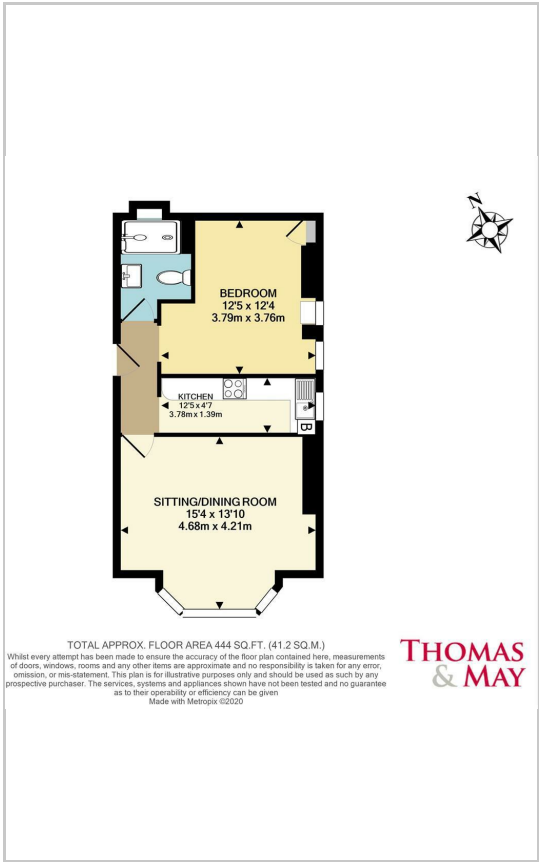 N
BEDROOM
12'5 x 12'4
3.79m x 3.76m
KITCHEN
12'5 x 4'7
3.78m x 1.39m
B
SITTING/DINING ROOM
15'4 x 13'10
4.68m x 4.21m
TOTAL APPROX. FLOOR AREA 444 SQ.FT. (41.2 SQ.M.)
Whilst every attempt has been made to ensure the accuracy of the floor plan contained here, measurements
of doors, windows, rooms and any other items are approximate and no responsibility is taken for any error,
omission, or mis-statement. This plan is for illustrative purposes only and should be used as such by any
prospective purchaser. The services, systems and appliances shown have not been tested and no guarantee
as to their operability or efficiency can be given
Made with Metropix ©2020
THOMAS
& MAY